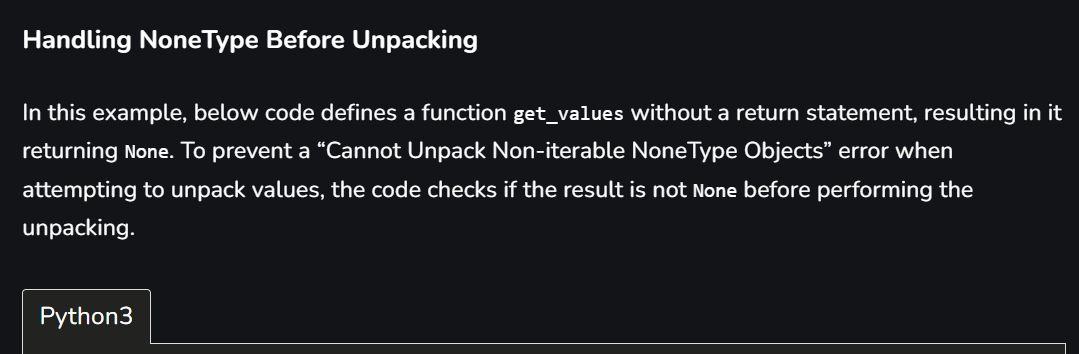 Handling NoneType Before Unpacking
In this example, below code defines a function get_values without a return statement, resulting in it
returning None. To prevent a “Cannot Unpack Non-iterable NoneType Objects” error when
attempting to unpack values, the code checks if the result is not None before performing the
unpacking.
Python3